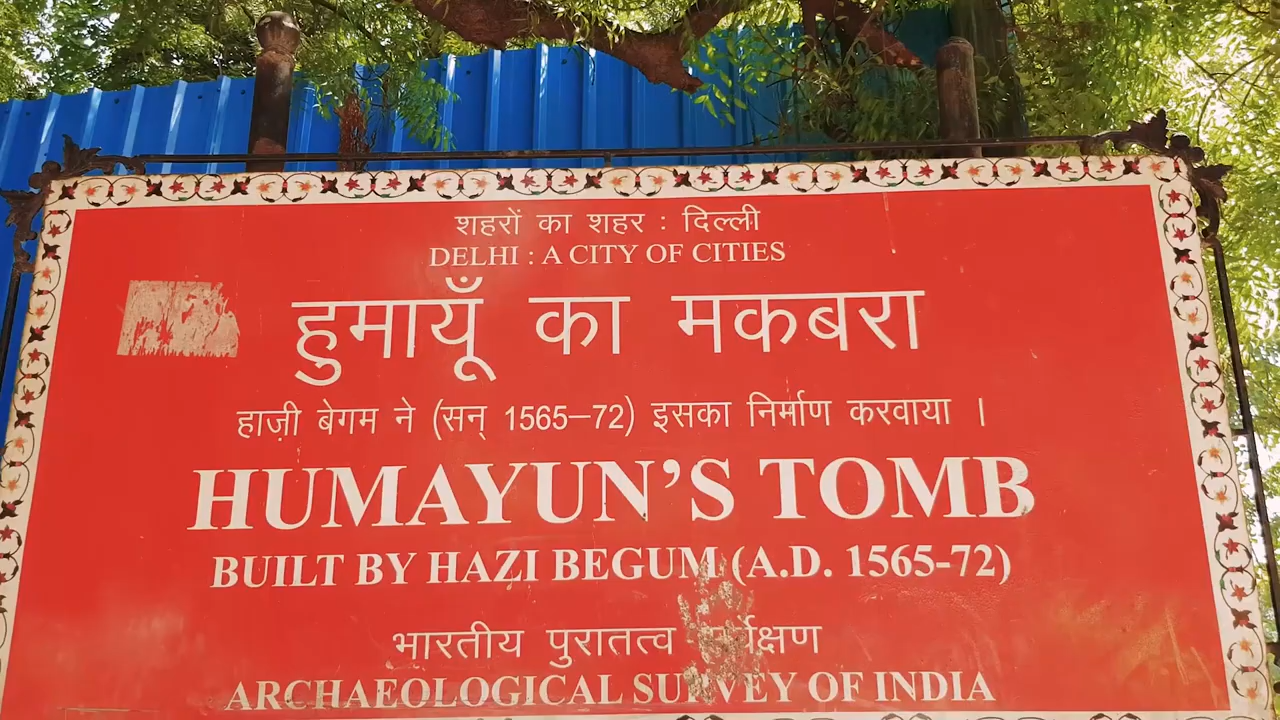 शहरों का शहर : दिल्ली
DELHI : A CITY OF CITIES
हुमायूँ का मकबरा
हाज़ी बेगम ने (सन् 1565–72) इसका निर्माण करवाया ।
HUMAYUN'S TOMB
BUILT BY HAZI BEGUM (A.D. 1565-72)
भारतीय पुरातत्व
ARCHAEOLOGICAL SURVEY OF INDIA